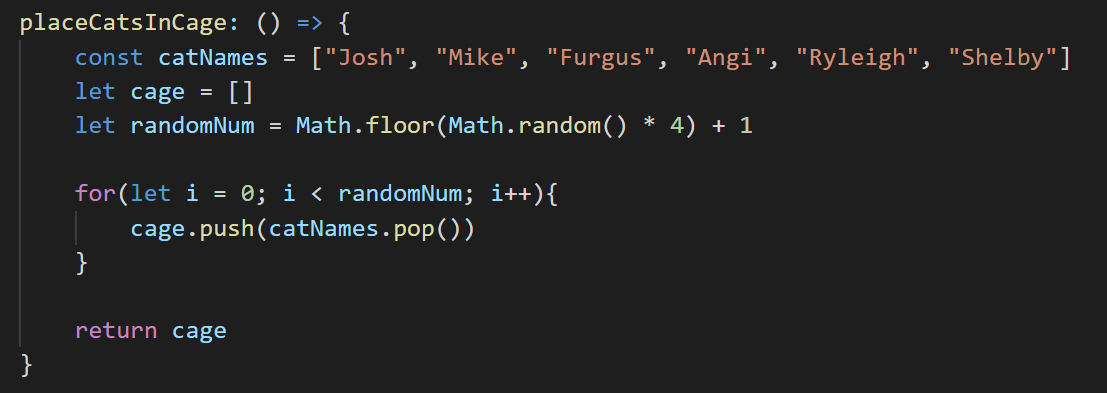 placeCatsInCage: () => {
    const catNames = ["Josh", "Mike", "Furgus", "Angi", "Ryleigh", "Shelby"]
    let cage = []
    let randomNum = Math.floor(Math.random() * 4) + 1

    for(let i = 0; i < randomNum; i++){
        cage.push(catNames.pop())
    }

    return cage
}